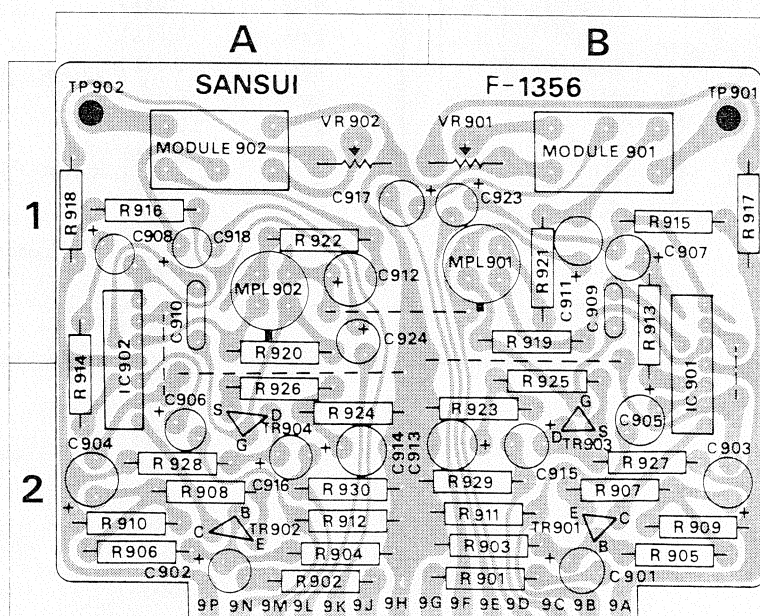 A B
SANSUI F-1356
TP902 TP901
VR902 VR901
MODULE 902 MODULE 901
C917 C923
1
R918 R916 R915 R917
C908 C918 R922 C907
MPL902 C912 MPL901 R921 C911 C909 R913
C910 C924
R914 IC902 R920 R919 IC901
R926 R925
C906 S D G TR904 R924 R923 G D S TR903 C905
C904 C914 C913 C903
2
R928 C916 C915 R927
R908 R930 R929 R907
R910 B C E TR902 R912 R911 TR901 E C B R909
R906 R904 R903 R905
C902 R902 R901 C901
9P 9N 9M 9L 9K 9J 9H 9G 9F 9E 9D 9C 9B 9A